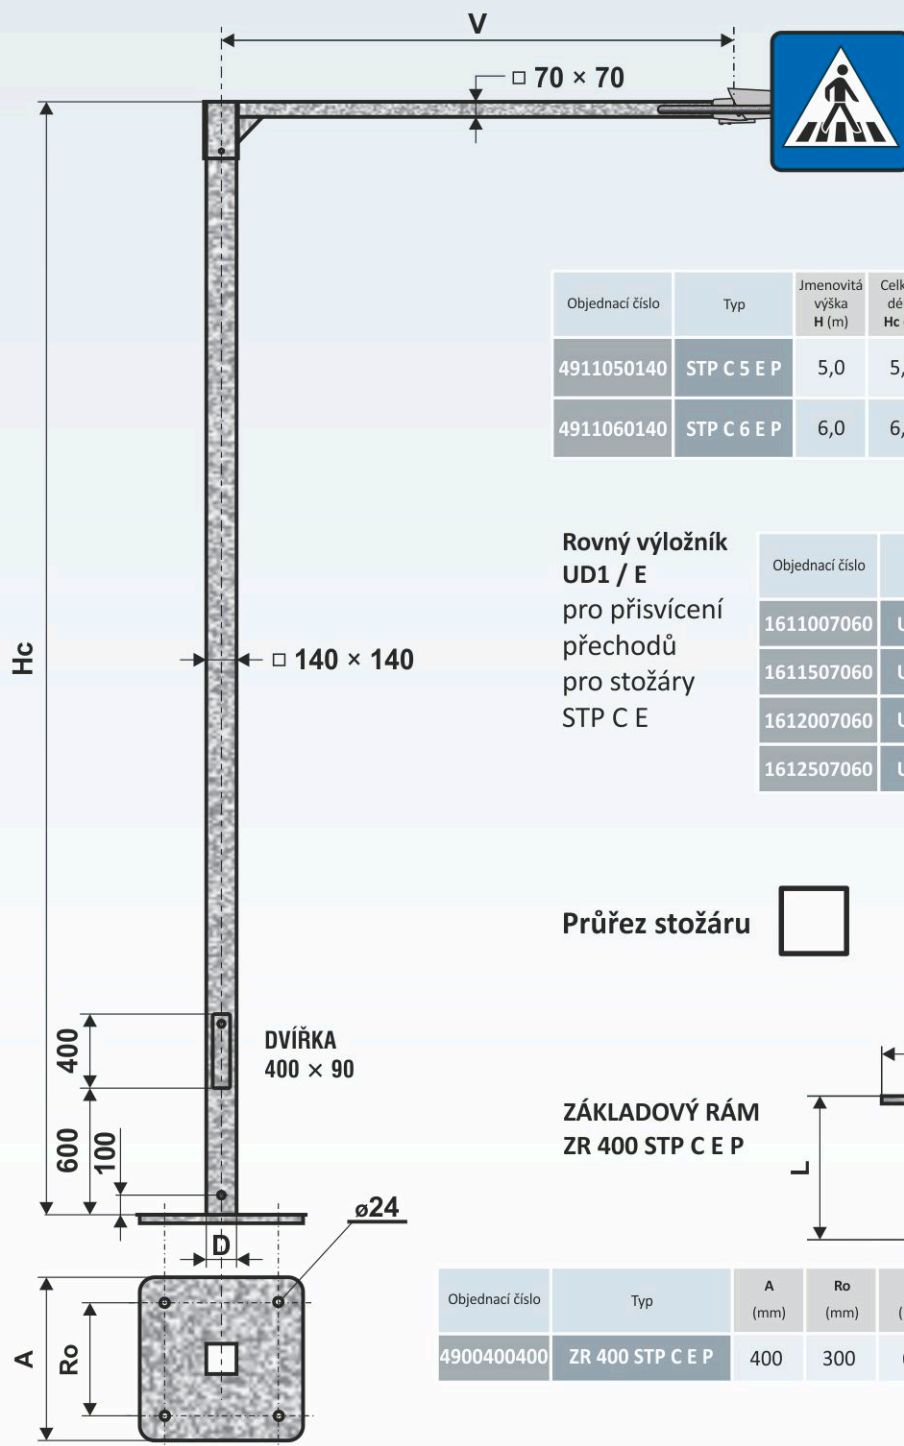 V
□ 70 × 70
Objednací číslo
Typ
Jmenovitá
výška
H (m)
Hc
4911050140 STP C 5 E P 5,0 5,
4911060140 STP C 6 E P 6,0 6,
Rovný výložník
UD1 / E
pro přisvícení
přechodů
pro stožáry
STP C E
Objednací číslo
1611007060 U
1611507060 U
1612007060 U
1612507060 U
Hc
□ 140 × 140
Průřez stožáru
400
DVÍŘKA
400 × 90
600
100
ZÁKLADOVÝ RÁM
ZR 400 STP C E P
L
ø24
D
A
Ro
Objednací číslo Typ A Ro
(mm) (mm)
4900400400 ZR 400 STP C E P 400 300